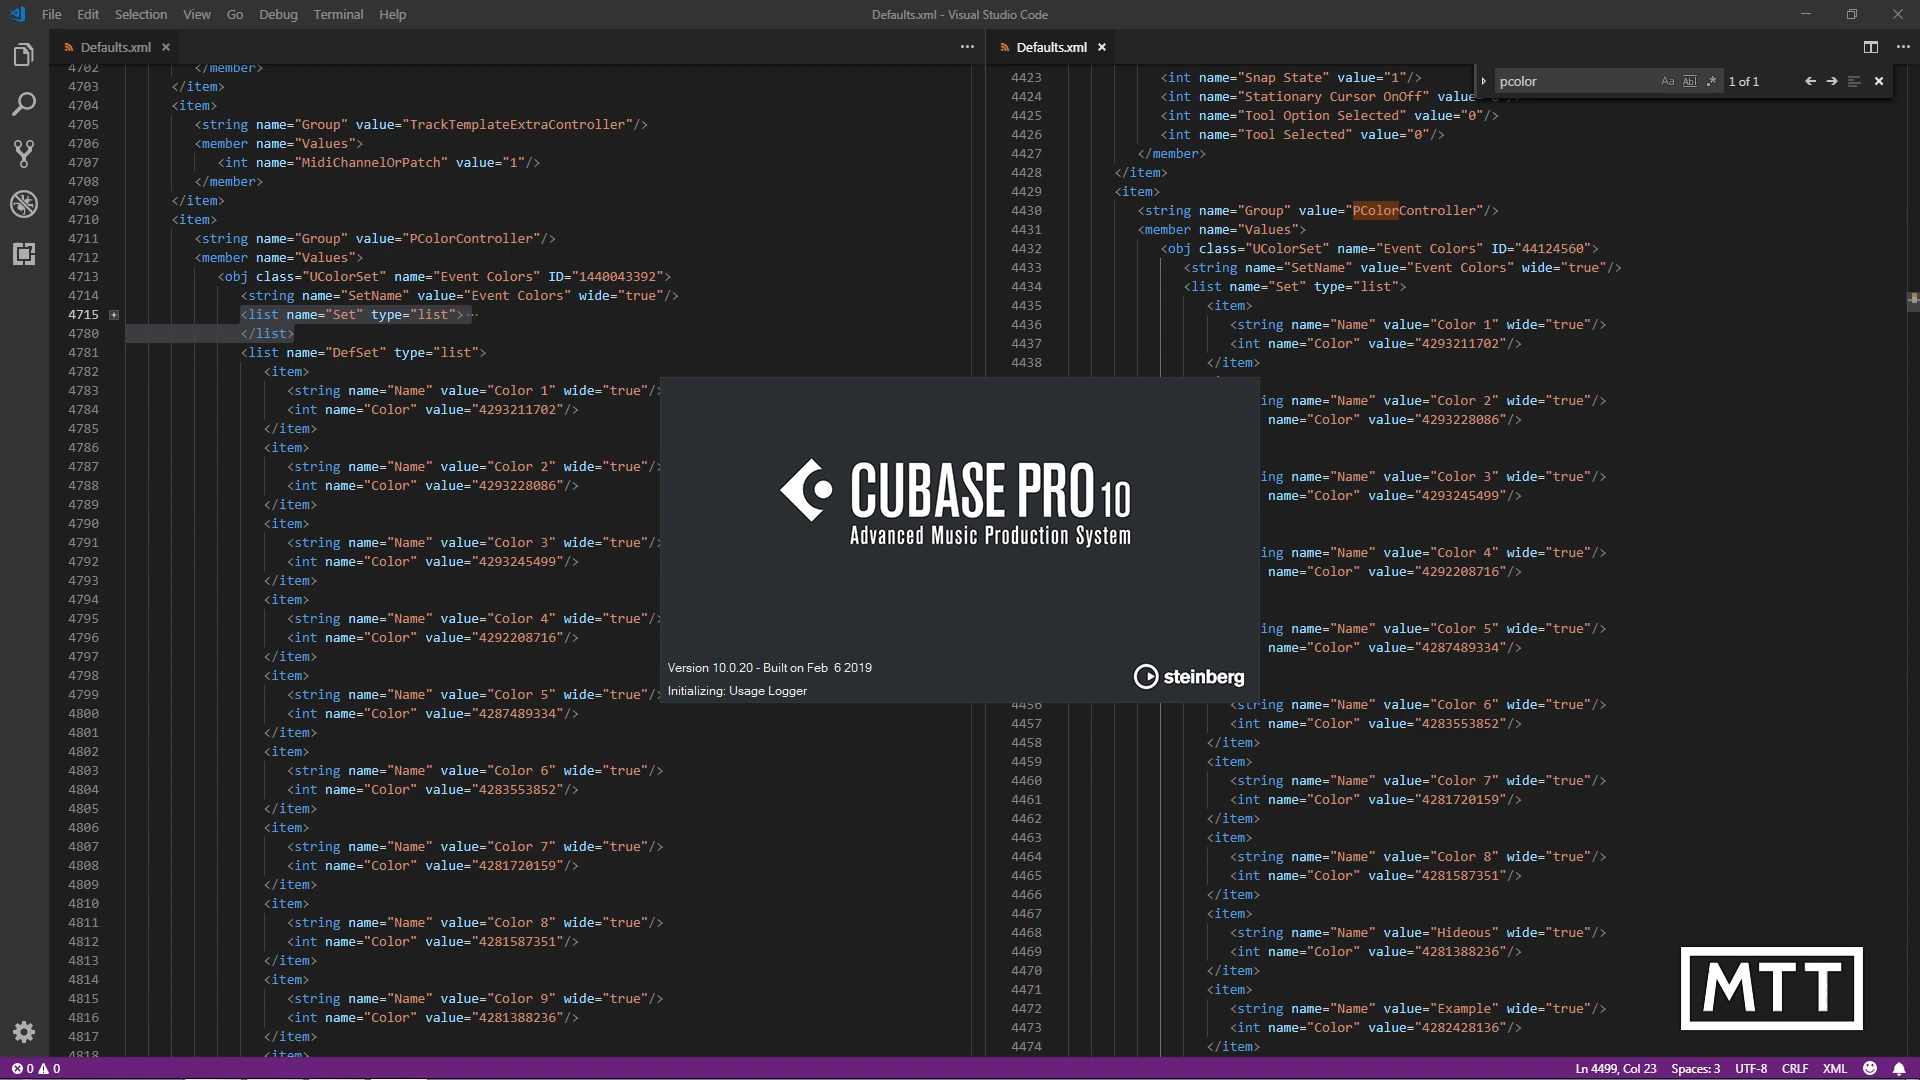 File Edit Selection View Go Debug Terminal Help
Defaults.xml - Visual Studio Code
Defaults.xml
4702 </member>
4703 </item>
4704 <item>
4705 <string name="Group" value="TrackTemplateExtraController"/>
4706 <member name="Values">
4707 <int name="MidiChannelOrPatch" value="1"/>
4708 </member>
4709 </item>
4710 <item>
4711 <string name="Group" value="PColorController"/>
4712 <member name="Values">
4713 <obj class="UColorSet" name="Event Colors" ID="1440043392">
4714 <string name="SetName" value="Event Colors" wide="true"/>
4715 <list name="Set" type="list">
4780 </list>
4781 <list name="DefSet" type="list">
4782 <item>
4783 <string name="Name" value="Color 1" wide="true"/>
4784 <int name="Color" value="4293211702"/>
4785 </item>
4786 <item>
4787 <string name="Name" value="Color 2" wide="true"/>
4788 <int name="Color" value="4293228086"/>
4789 </item>
4790 <item>
4791 <string name="Name" value="Color 3" wide="true"/>
4792 <int name="Color" value="4293245499"/>
4793 </item>
4794 <item>
4795 <string name="Name" value="Color 4" wide="true"/>
4796 <int name="Color" value="4292208716"/>
4797 </item>
4798 <item>
4799 <string name="Name" value="Color 5" wide="true"/>
4800 <int name="Color" value="4287489334"/>
4801 </item>
4802 <item>
4803 <string name="Name" value="Color 6" wide="true"/>
4804 <int name="Color" value="4283553852"/>
4805 </item>
4806 <item>
4807 <string name="Name" value="Color 7" wide="true"/>
4808 <int name="Color" value="4281720159"/>
4809 </item>
4810 <item>
4811 <string name="Name" value="Color 8" wide="true"/>
4812 <int name="Color" value="4281587351"/>
4813 </item>
4814 <item>
4815 <string name="Name" value="Color 9" wide="true"/>
4816 <int name="Color" value="4281388236"/>
4817 </item>
4818 <item>
Defaults.xml
pcolor Aa Abl .* 1 of 1
4423 <int name="Snap State" value="1"/>
4424 <int name="Stationary Cursor OnOff" value="0"/>
4425 <int name="Tool Option Selected" value="0"/>
4426 <int name="Tool Selected" value="0"/>
4427 </member>
4428 </item>
4429 <item>
4430 <string name="Group" value="PColorController"/>
4431 <member name="Values">
4432 <obj class="UColorSet" name="Event Colors" ID="44124560">
4433 <string name="SetName" value="Event Colors" wide="true"/>
4434 <list name="Set" type="list">
4435 <item>
4436 <string name="Name" value="Color 1" wide="true"/>
4437 <int name="Color" value="4293211702"/>
4438 </item>
ing name="Name" value="Color 2" wide="true"/>
name="Color" value="4293228086"/>
ing name="Name" value="Color 3" wide="true"/>
name="Color" value="4293245499"/>
ing name="Name" value="Color 4" wide="true"/>
name="Color" value="4292208716"/>
ing name="Name" value="Color 5" wide="true"/>
name="Color" value="4287489334"/>
4456 <string name="Name" value="Color 6" wide="true"/>
4457 <int name="Color" value="4283553852"/>
4458 </item>
4459 <item>
4460 <string name="Name" value="Color 7" wide="true"/>
4461 <int name="Color" value="4281720159"/>
4462 </item>
4463 <item>
4464 <string name="Name" value="Color 8" wide="true"/>
4465 <int name="Color" value="4281587351"/>
4466 </item>
4467 <item>
4468 <string name="Name" value="Hideous" wide="true"/>
4469 <int name="Color" value="4281388236"/>
4470 </item>
4471 <item>
4472 <string name="Name" value="Example" wide="true"/>
4473 <int name="Color" value="4282428136"/>
4474 </item>
CUBASE PRO 10
Advanced Music Production System
Version 10.0.20 - Built on Feb 6 2019
Initializing: Usage Logger
steinberg
MTT
0 0
Ln 4499, Col 23 Spaces: 3 UTF-8 CRLF XML